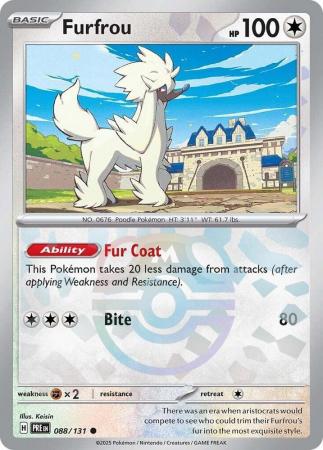 BASIC
Furfrou
HP 100
NO. 0676 Poodle Pokémon HT: 3'11" WT: 61.7 lbs.
Ability Fur Coat
This Pokémon takes 20 less damage from attacks (after
applying Weakness and Resistance).
Bite 80
weakness ×2 resistance retreat
Illus. Keisin
H PRE EN 088/131
There was an era when aristocrats would
compete to see who could trim their Furfrou's
fur into the most exquisite style.
©2025 Pokémon / Nintendo / Creatures / GAME FREAK